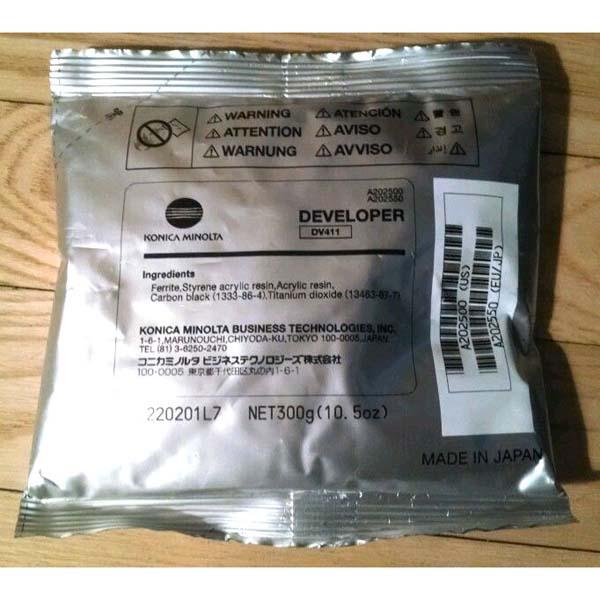 ⚠ WARNING ⚠ ATENCIÓN ⚠ 警告
⚠ ATTENTION ⚠ AVISO ⚠ 경고
⚠ WARNUNG ⚠ AVVISO
A202500
A202550
KONICA MINOLTA
DEVELOPER
DV411
Ingredients
Ferrite,Styrene acrylic resin,Acrylic resin,
Carbon black (1333-86-4),Titanium dioxide (13463-67-7)
KONICA MINOLTA BUSINESS TECHNOLOGIES, INC.
1-6-1,MARUNOUCHI,CHIYODA-KU,TOKYO 100-0005,JAPAN.
TEL (81) 3-6250-2470
コニカミノルタ ビジネステクノロジーズ株式会社
100-0005 東京都千代田区丸の内1-6-1
220201L7 NET300g(10.5oz)
A202500 (US)
A202550 (EU/JP)
MADE IN JAPAN